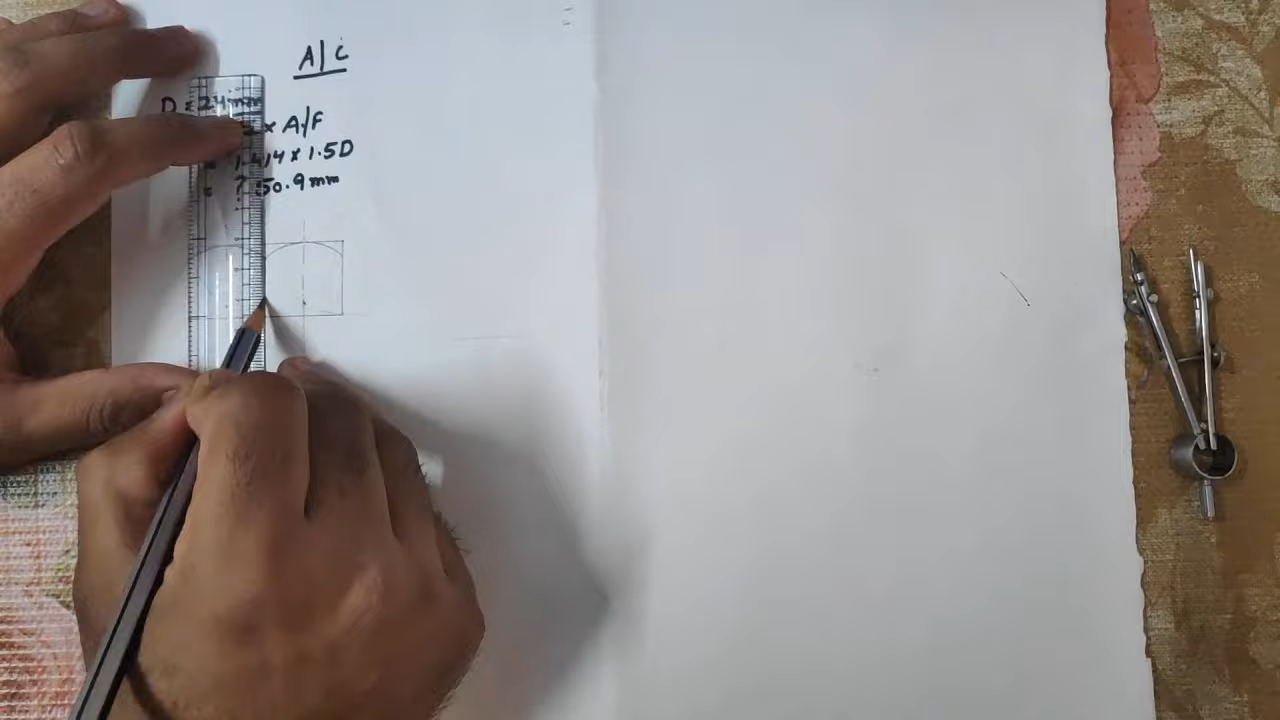 A/C
D = 24mm
× A/F
= 1.414 × 1.5D
= ? 50.9mm